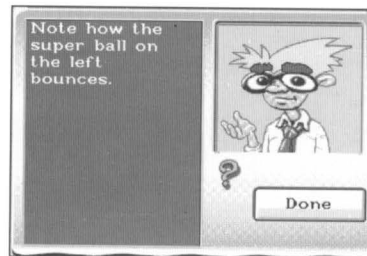 Note how the
super ball on
the left
bounces.
?
Done